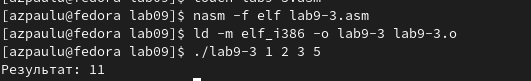 [azpaulu@fedora lab09]$ touch lab9-3.asm
[azpaulu@fedora lab09]$ nasm -f elf lab9-3.asm
[azpaulu@fedora lab09]$ ld -m elf_i386 -o lab9-3 lab9-3.o
[azpaulu@fedora lab09]$ ./lab9-3 1 2 3 5
Результат: 11